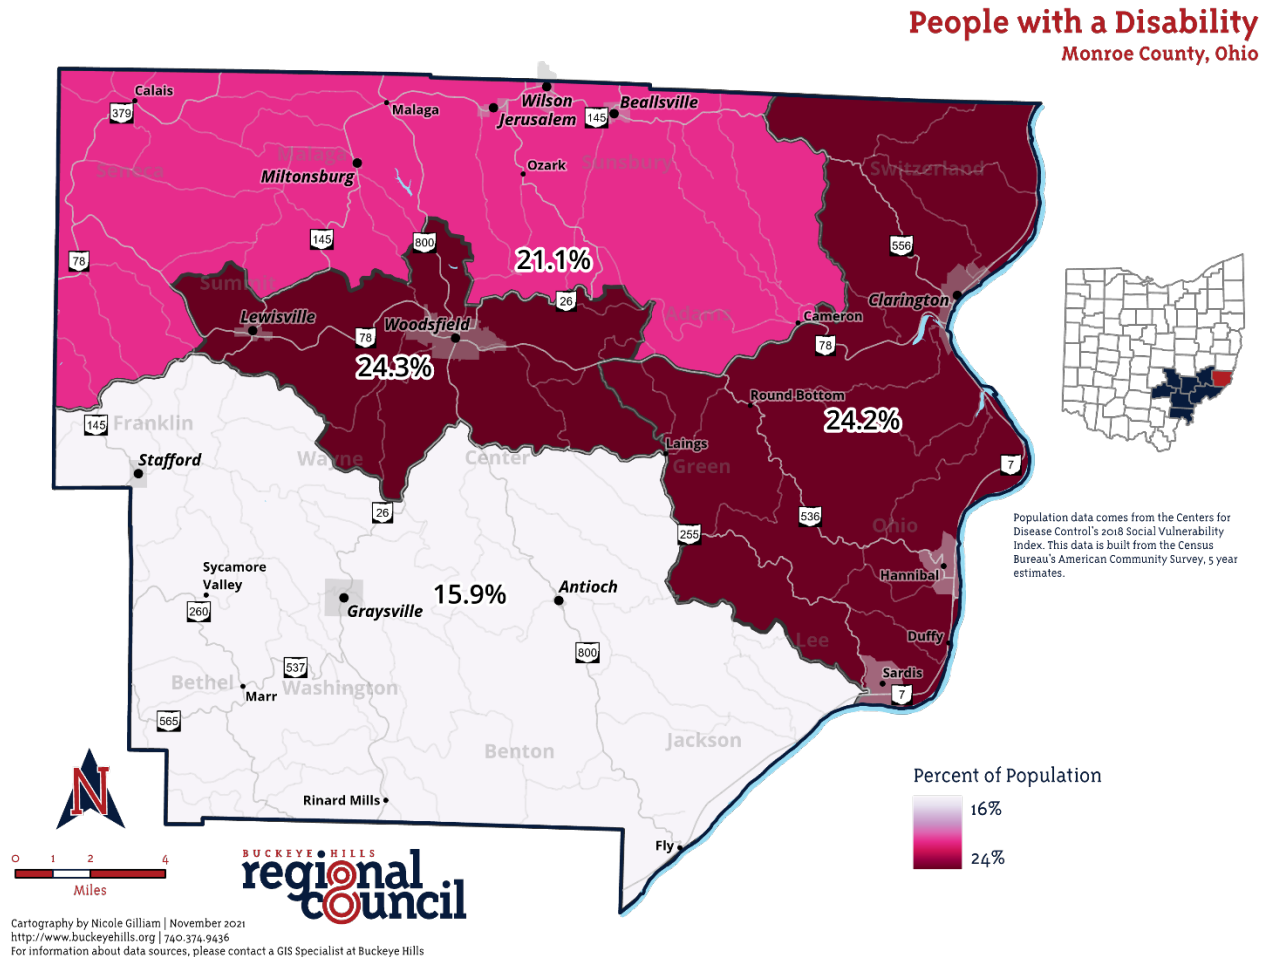 People with a Disability
Monroe County, Ohio
Calais
379
Malaga
Wilson
Jerusalem
145
Beallsville
Seneca
Malaga
Miltonsburg
Ozark
Sunsbury
Switzerland
78
145
800
21.1%
556
26
Summit
Lewisville
78
Woodsfield
24.3%
Adams
Cameron
78
Clarington
Round Bottom
24.2%
145
Franklin
Stafford
Wayne
Center
Laings
Green
7
26
255
536
Ohio
Hannibal
Sycamore
Valley
260
Graysville
15.9%
Antioch
800
Lee
Duffy
Sardis
7
537
Bethel
Marr
Washington
565
Benton
Jackson
Rinard Mills
Fly
Population data comes from the Centers for
Disease Control's 2018 Social Vulnerability
Index. This data is built from the Census
Bureau's American Community Survey, 5 year
estimates.
Percent of Population
16%
24%
N
0 1 2 4
Miles
BUCKEYE HILLS
regional
council
Cartography by Nicole Gilliam | November 2021
http://www.buckeyehills.org | 740.374.9436
For information about data sources, please contact a GIS Specialist at Buckeye Hills